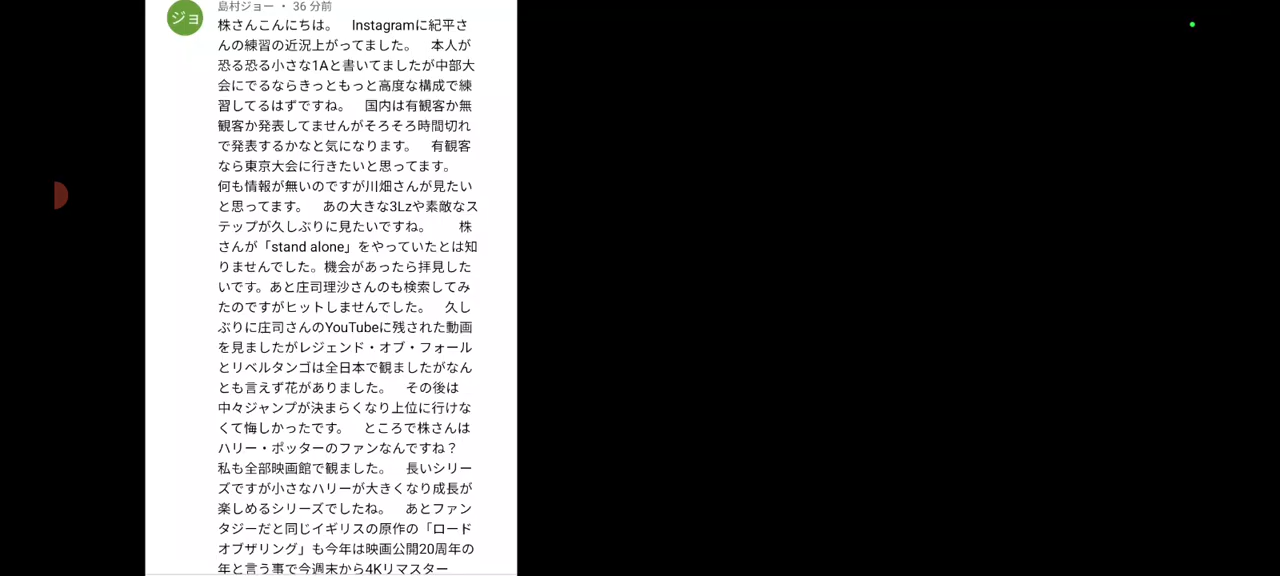 島村ジョー ・ 36 分前
ジョ
株さんこんにちは。　Instagramに紀平さ
んの練習の近況上がってました。　本人が
恐る恐る小さな1Aと書いてましたが中部大
会にでるならきっともっと高度な構成で練
習してるはずですね。　国内は有観客か無
観客か発表してませんがそろそろ時間切れ
で発表するかなと気になります。　有観客
なら東京大会に行きたいと思ってます。
何も情報が無いのですが川畑さんが見たい
と思ってます。　あの大きな3Lzや素敵なス
テップが久しぶりに見たいですね。　　株
さんが「stand alone」をやっていたとは知
りませんでした。機会があったら拝見した
いです。あと庄司理沙さんのも検索してみ
たのですがヒットしませんでした。　久し
ぶりに庄司さんのYouTubeに残された動画
を見ましたがレジェンド・オブ・フォール
とリベルタンゴは全日本で観ましたがなん
とも言えず花がありました。　その後は
中々ジャンプが決まらくなり上位に行けな
くて悔しかったです。　ところで株さんは
ハリー・ポッターのファンなんですね？
私も全部映画館で観ました。　長いシリー
ズですが小さなハリーが大きくなり成長が
楽しめるシリーズでしたね。　あとファン
タジーだと同じイギリスの原作の「ロード
オブザリング」も今年は映画公開20周年の
年と言う事で今週末から4Kリマスター